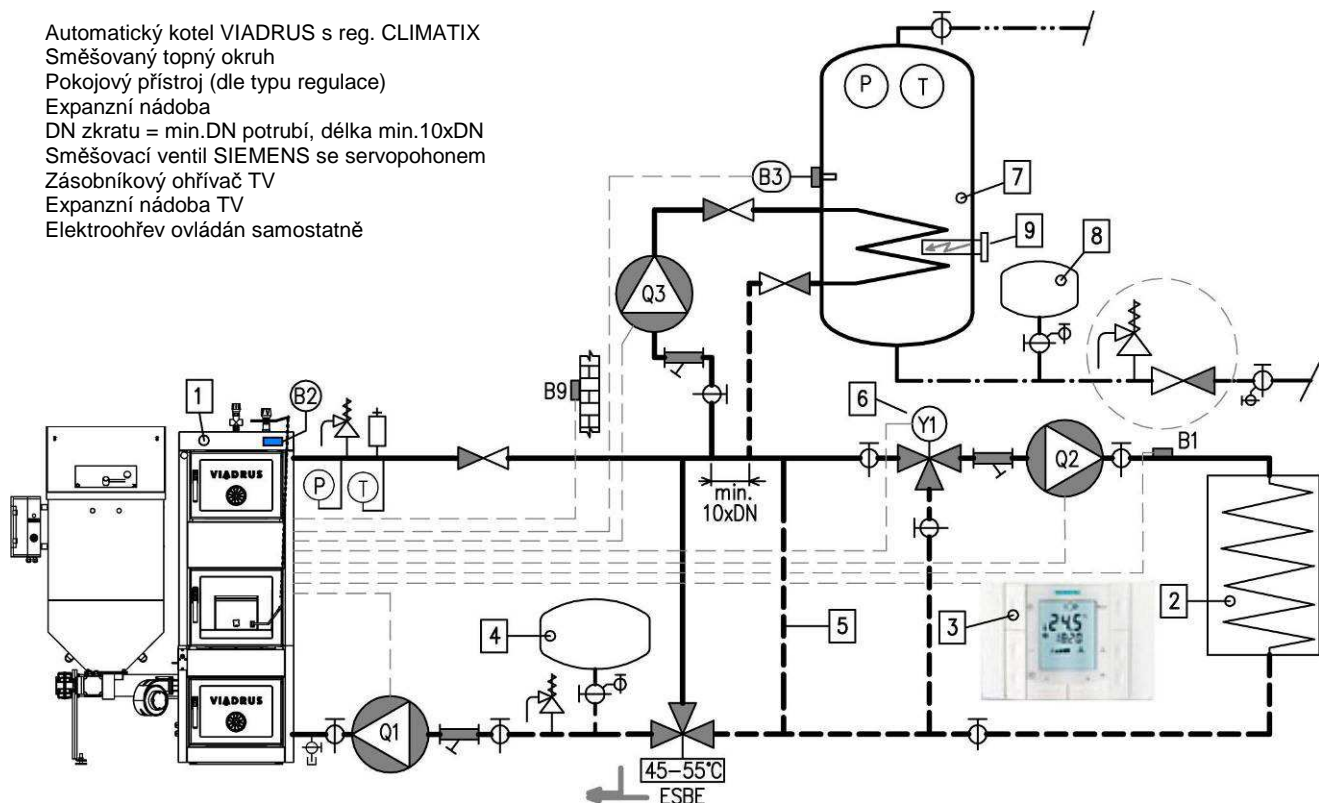 Automatický kotel VIADRUS s reg. CLIMATIX
Směšovaný topný okruh
Pokojový přístroj (dle typu regulace)
Expanzní nádoba
DN zkratu = min.DN potrubí, délka min.10xDN
Směšovací ventil SIEMENS se servopohonem
Zásobníkový ohřívač TV
Expanzní nádoba TV
Elektroohřev ovládán samostatně
P
T
B3
7
9
8
Q3
B9
1
B2
6
Y1
B1
VIADRUS
P
T
Q2
min.
10xDN
2
3
24.5
4
5
VIADRUS
Q1
45-55°C
ESBE